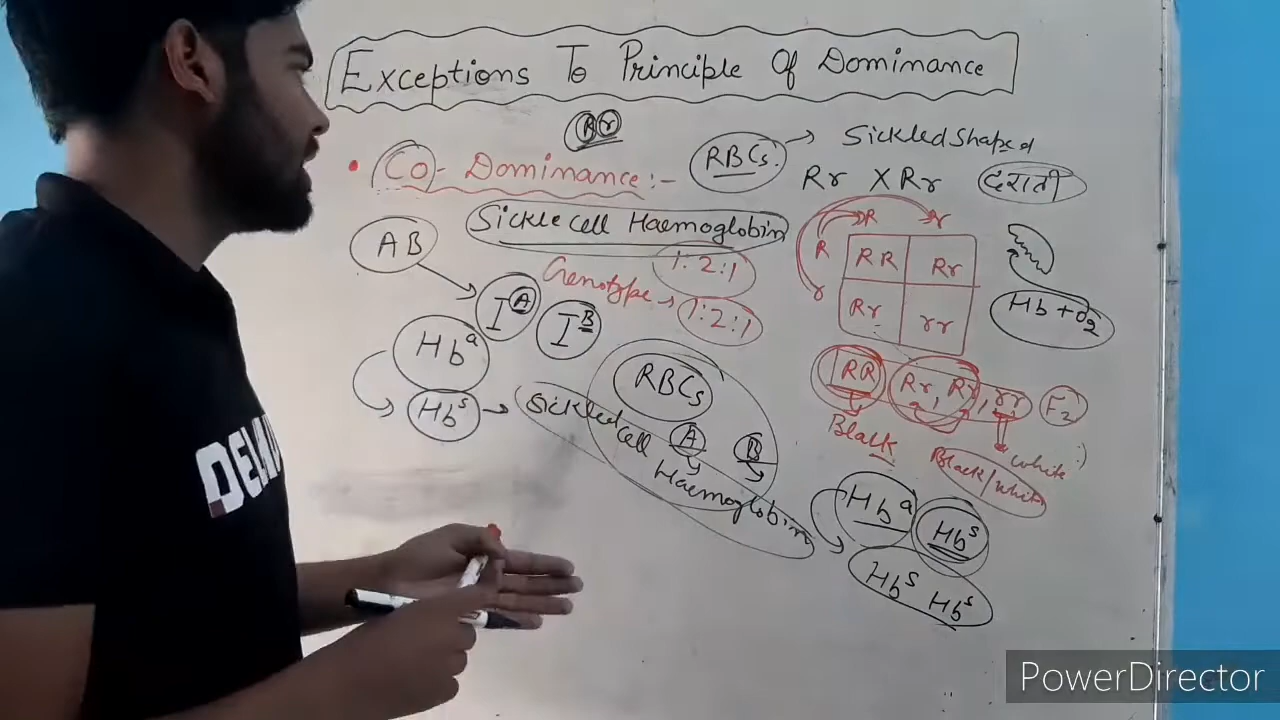 Exceptions To Principle Of Dominance
Rr
• Co-Dominance:-
RBCs. → Sickled shape of
दराती
Rr X Rr
Sickle cell Haemoglobin
AB
I^A I^B
1:2:1
Genotype → 1:2:1
R r
R RR Rr
r Rr rr
Hb + O₂
Hb^a
Hb^s → Sickled cell Haemoglobin
RBCs
A B
RR Rr, Rr, rr F₂
Black
Black/White
white
Hb^a Hb^s
Hb^s Hb^s
PowerDirector